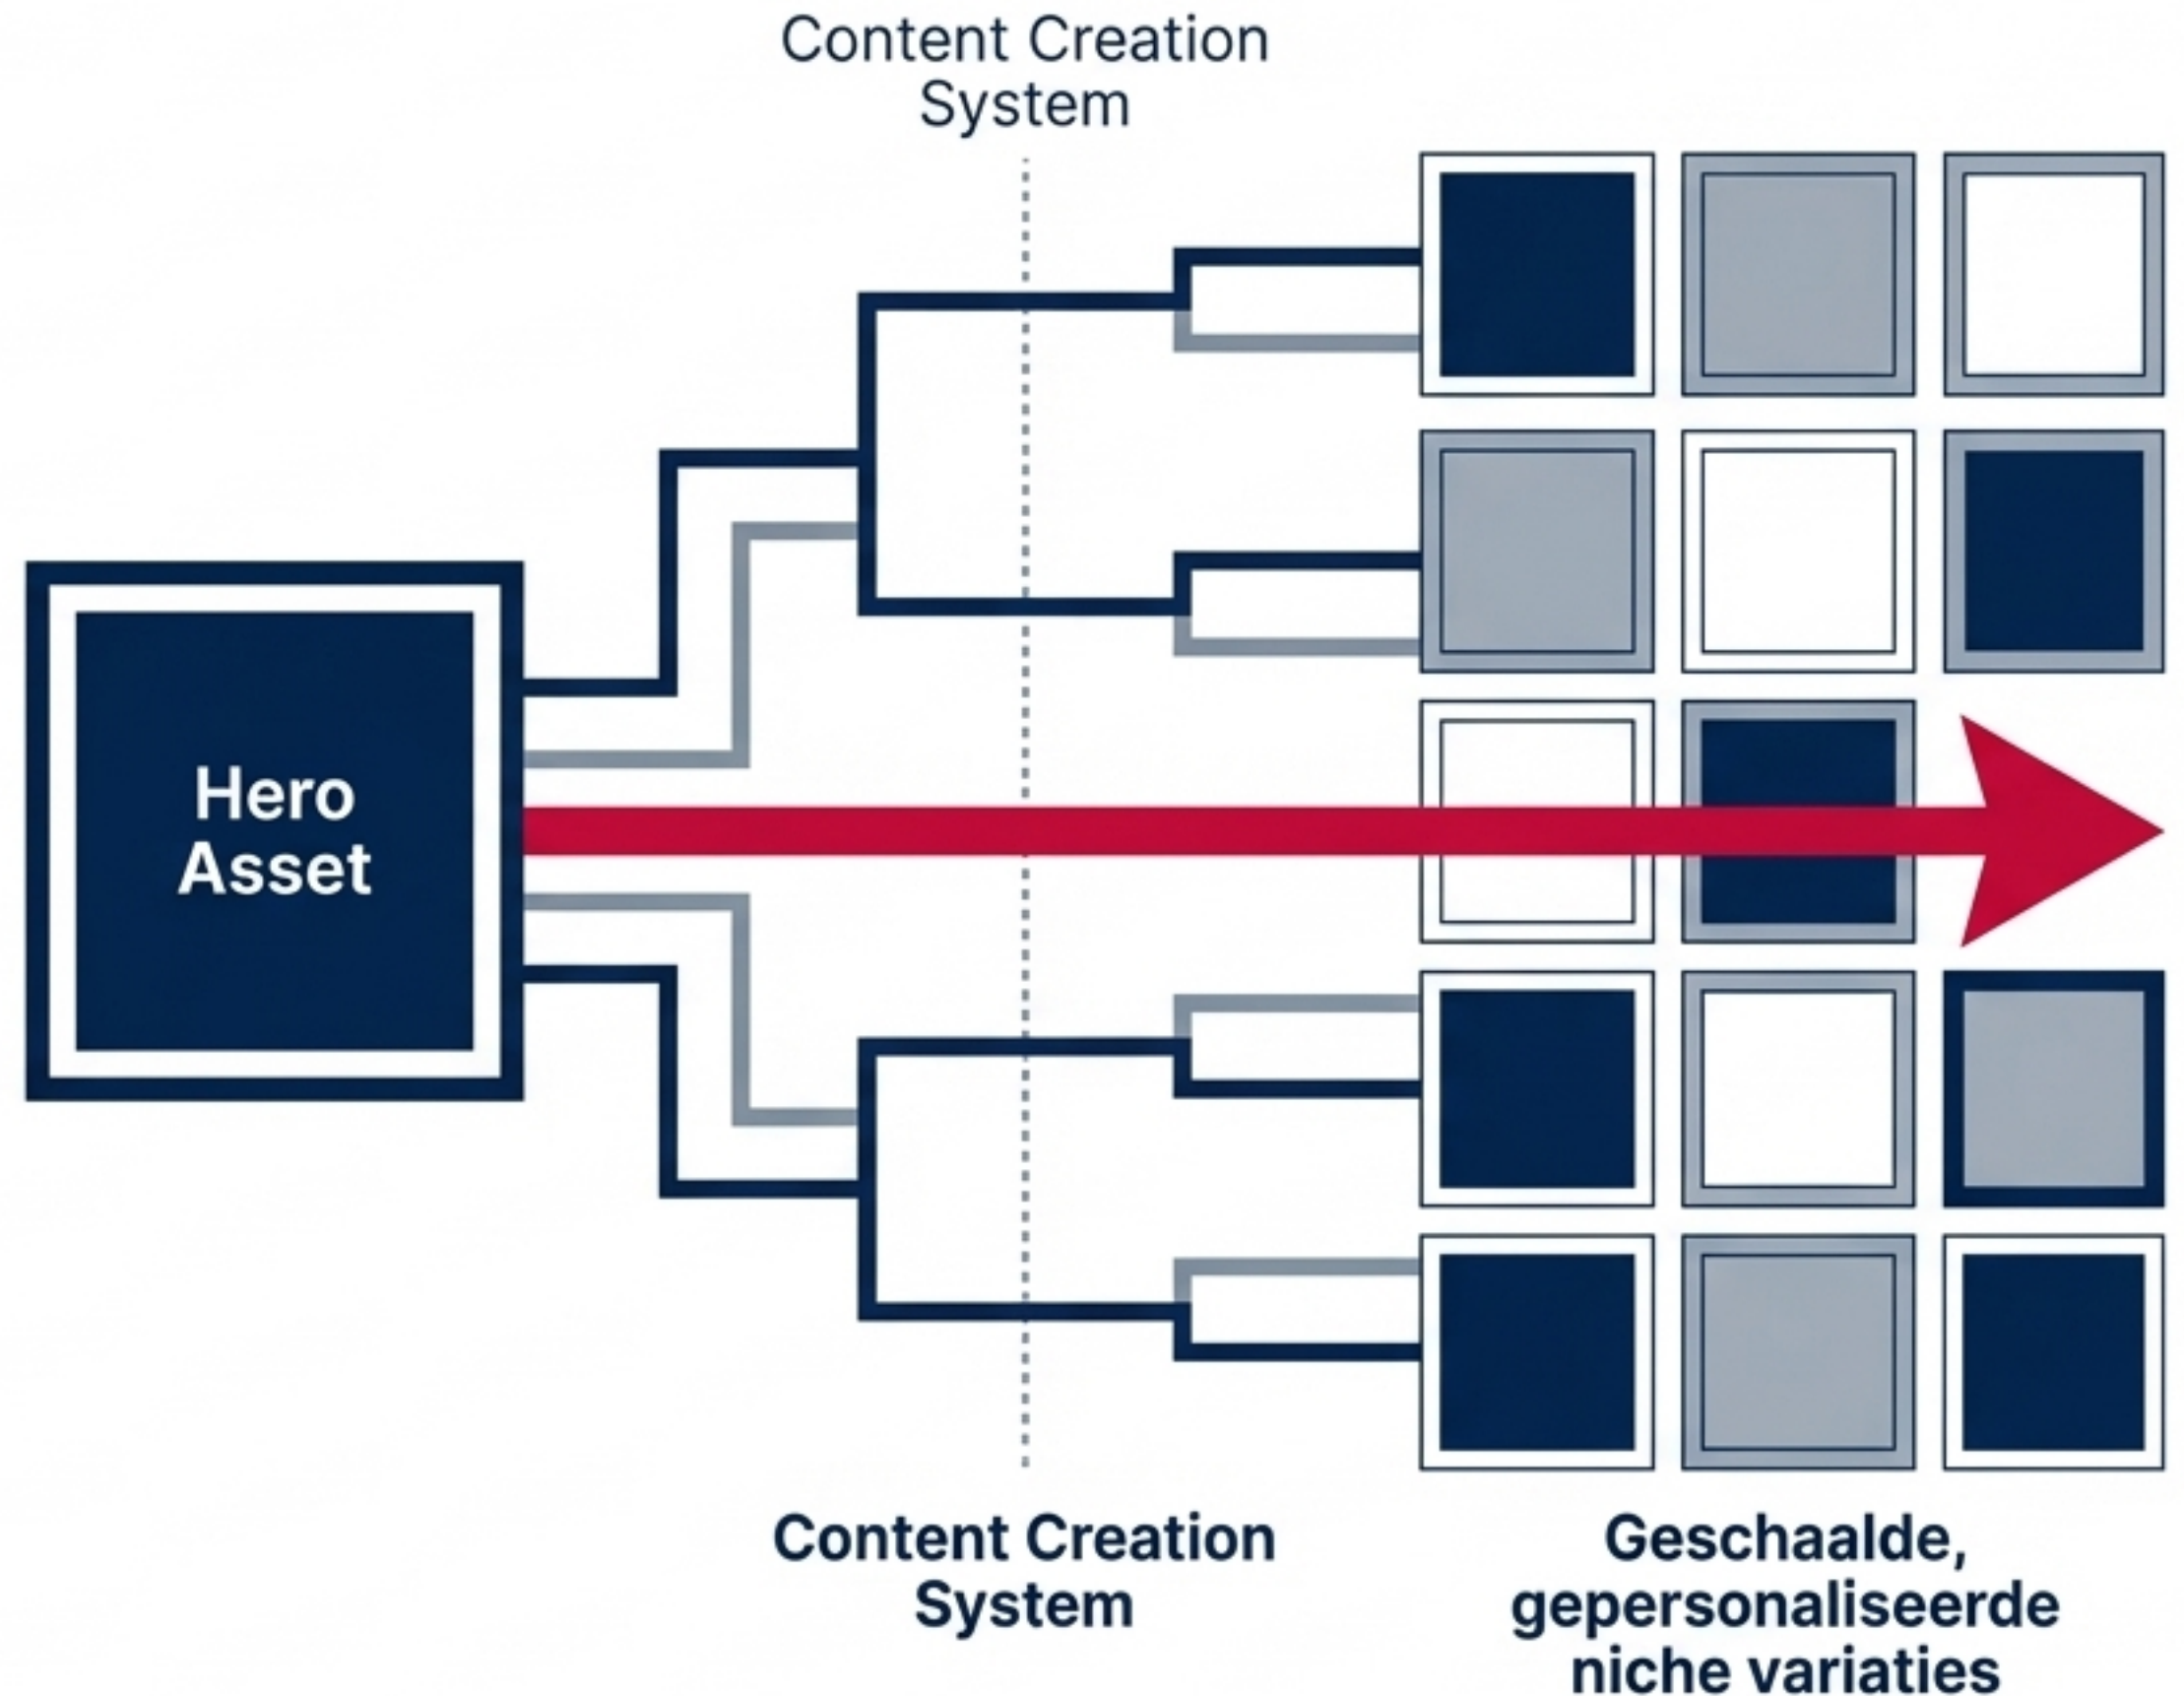 Content Creation
System
Hero
Asset
Content Creation
System
Geschaalde,
gepersonaliseerde
niche variaties